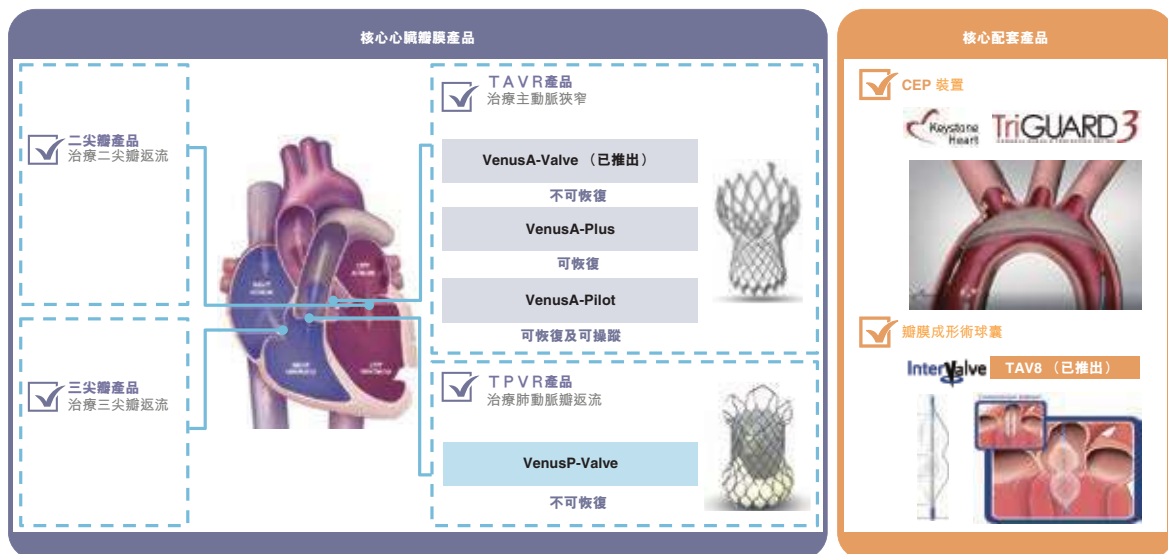 核心心臟瓣膜產品
二尖瓣產品
治療二尖瓣返流
三尖瓣產品
治療三尖瓣返流
TAVR產品
治療主動脈狹窄
VenusA-Valve （已推出）
不可恢復
VenusA-Plus
可恢復
VenusA-Pilot
可恢復及可操蹤
TPVR產品
治療肺動脈瓣返流
VenusP-Valve
不可恢復
核心配套產品
CEP 裝置
Keystone
Heart
TriGUARD3
瓣膜成形術球囊
InterValve
TAV8 （已推出）